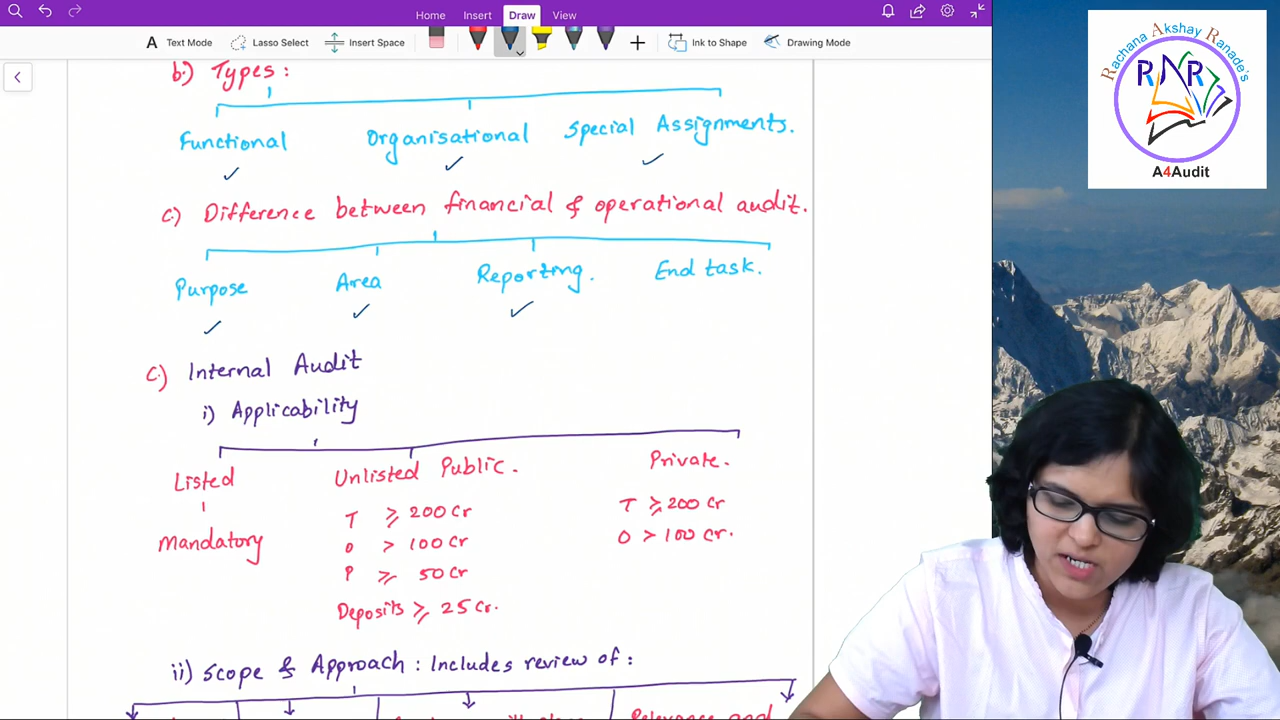 Home Insert Draw View
Text Mode Lasso Select Insert Space Ink to Shape Drawing Mode
Rachana Akshay Ranade's
RNR
A4Audit
b.) Types :
Functional Organisational Special Assignments.
c.) Difference between financial & operational audit.
Purpose Area Reporting. End task.
C.) Internal Audit
i) Applicability
Listed Unlisted Public. Private.
Mandatory
T ≥ 200 Cr T ≥ 200 Cr
O > 100 Cr O > 100 Cr.
P ≥ 50 Cr
Deposits ≥ 25 Cr.
ii) Scope & Approach : Includes review of :
Relevance and